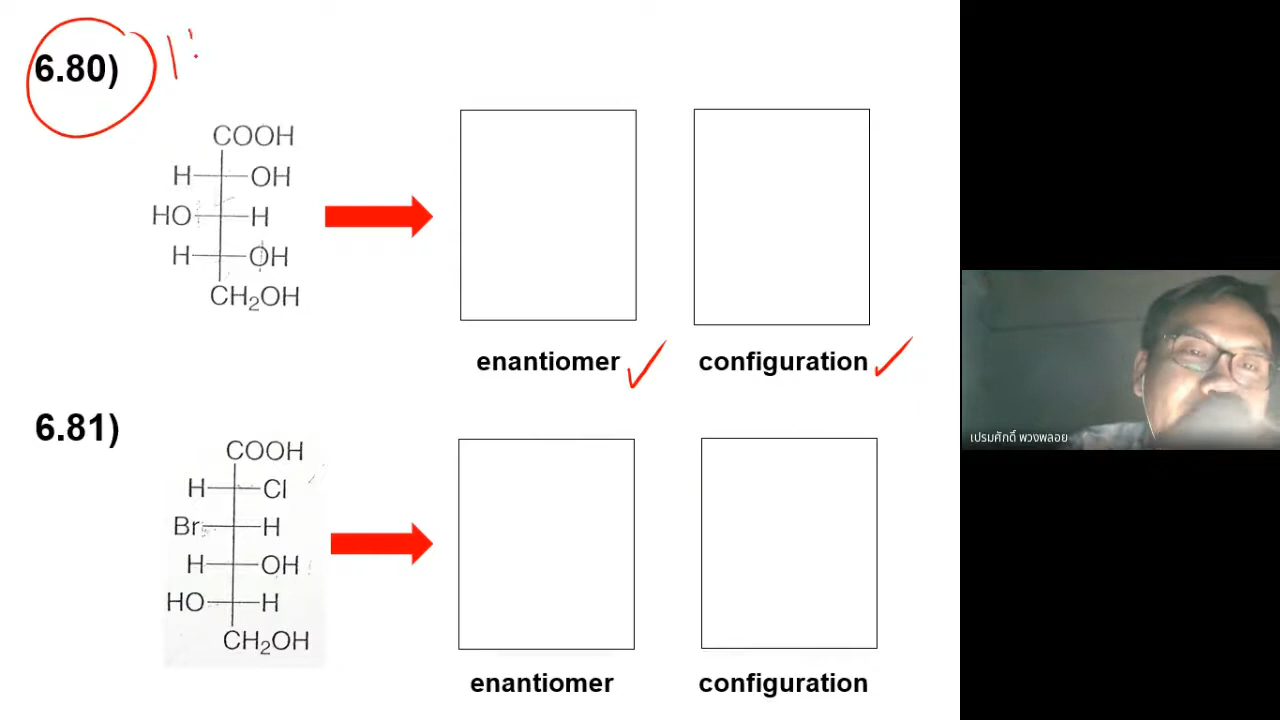 6.80)
COOH
H OH
HO H
H OH
CH₂OH
enantiomer
configuration
6.81)
COOH
H Cl
Br H
H OH
HO H
CH₂OH
enantiomer
configuration
เปรมศักดิ์ พวงพลอย